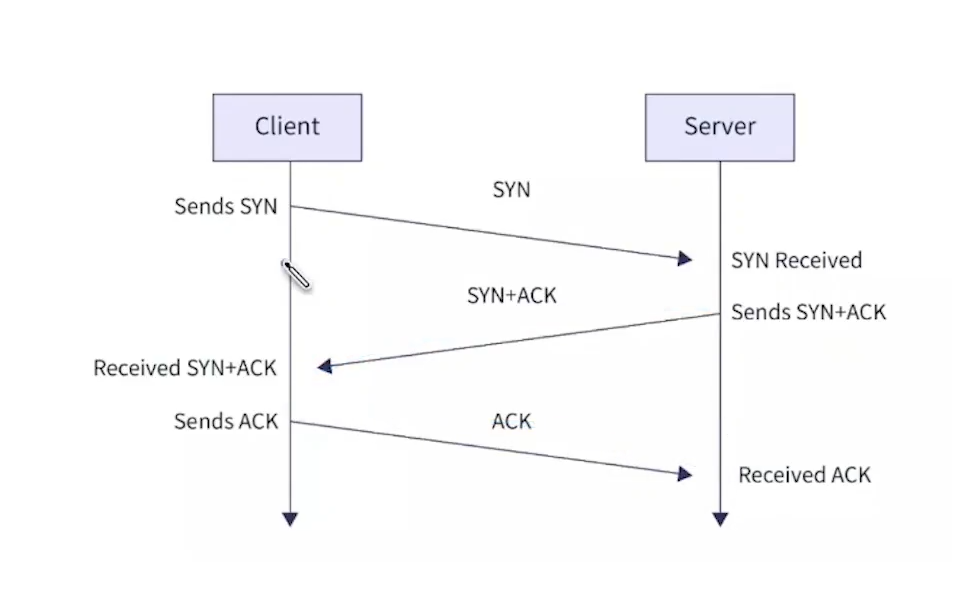 Client
Server
SYN
Sends SYN
SYN Received
SYN+ACK
Sends SYN+ACK
Received SYN+ACK
Sends ACK
ACK
Received ACK